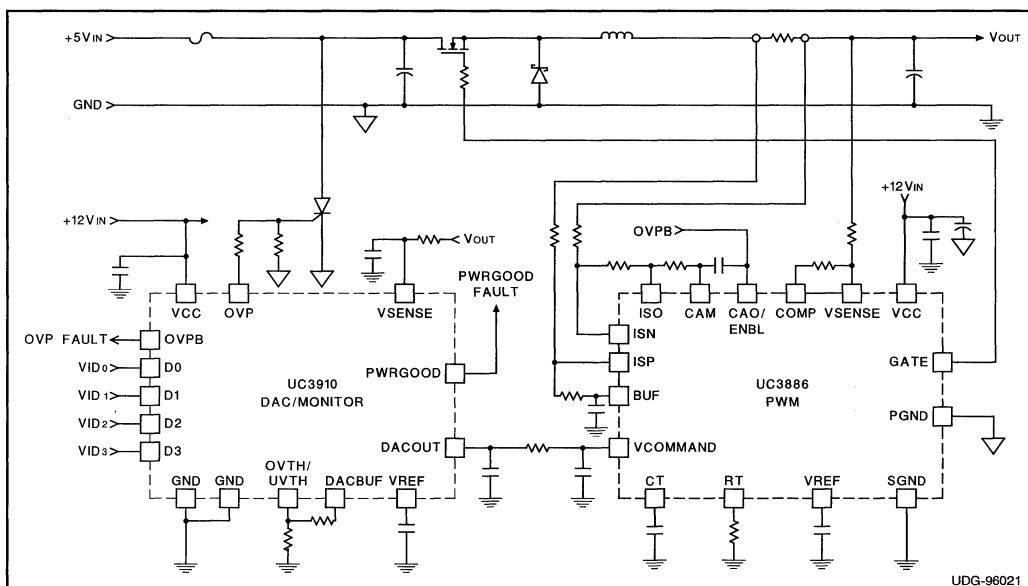 +5VIN
VOUT
GND
+12VIN
+12VIN
OVPB
VOUT
PWRGOOD
FAULT
VCC
OVP
VSENSE
ISO
CAM
CAO/
ENBL
COMP
VSENSE
VCC
OVP FAULT
OVPB
ISN
VID0
D0
PWRGOOD
ISP
GATE
VID1
D1
UC3910
DAC/MONITOR
BUF
UC3886
PWM
VID2
D2
PGND
VID3
D3
DACOUT
VCOMMAND
GND
GND
OVTH/
UVTH
DACBUF
VREF
CT
RT
VREF
SGND
UDG-96021